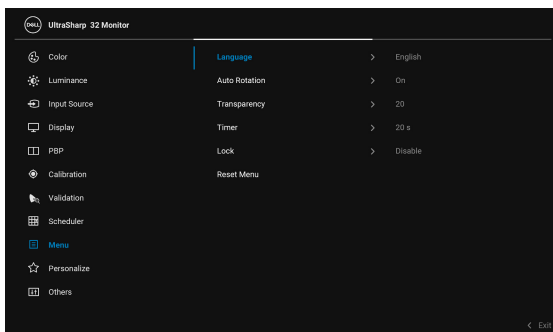 DELL UltraSharp 32 Monitor
Color
Language English
Luminance
Auto Rotation On
Input Source
Transparency 20
Display
Timer 20 s
PBP
Lock Disable
Calibration
Reset Menu
Validation
Scheduler
Menu
Personalize
Others
Exit